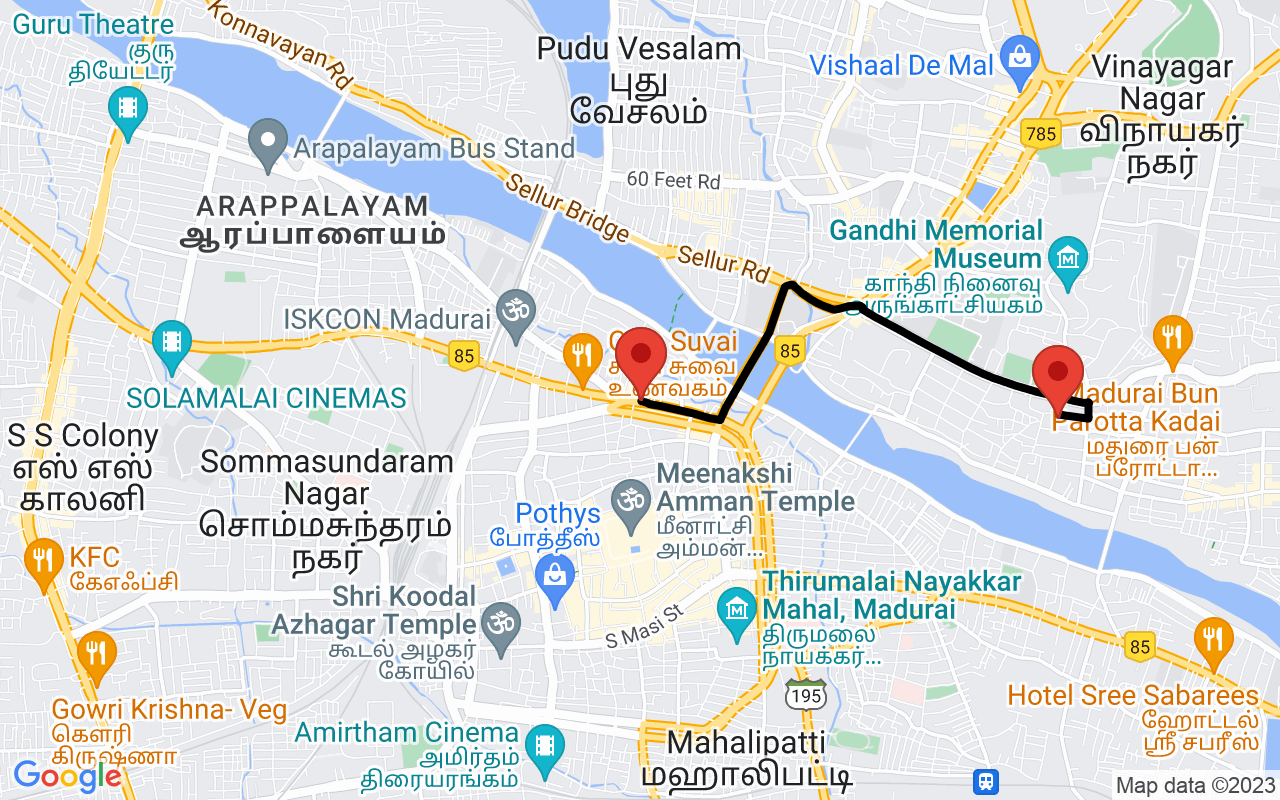 Guru Theatre
குரு
தியேட்டர்
Konnavayan Rd
Pudu Vesalam
புது
வேசலம்
Vishaal De Mal
Vinayagar
Nagar
விநாயகர்
நகர்
785
Arapalayam Bus Stand
60 Feet Rd
Sellur Bridge
ARAPPALAYAM
ஆரப்பாளையம்
Sellur Rd
Gandhi Memorial
Museum
காந்தி நினைவு
அருங்காட்சியகம்
ISKCON Madurai
85
Suvai
சுவை
உணவகம்
85
SOLAMALAI CINEMAS
Madurai Bun
Parotta Kadai
மதுரை பன்
ப்ரோட்டா...
S S Colony
எஸ் எஸ்
காலனி
Sommasundaram
Nagar
சொம்மசுந்தரம்
நகர்
Meenakshi
Amman Temple
மீனாட்சி
அம்மன்...
Pothys
போத்தீஸ்
KFC
கேஎஃப்சி
Shri Koodal
Azhagar Temple
கூடல் அழகர்
கோயில்
S Masi St
Thirumalai Nayakkar
Mahal, Madurai
திருமலை
நாயக்கர்...
85
195
Hotel Sree Sabarees
ஹோட்டல்
ஸ்ரீ சபரீஸ்
Gowri Krishna- Veg
கௌரி
கிருஷ்ணா
Amirtham Cinema
அமிர்தம்
திரையரங்கம்
Mahalipatti
மஹாலிபட்டி
Google
Map data ©2023